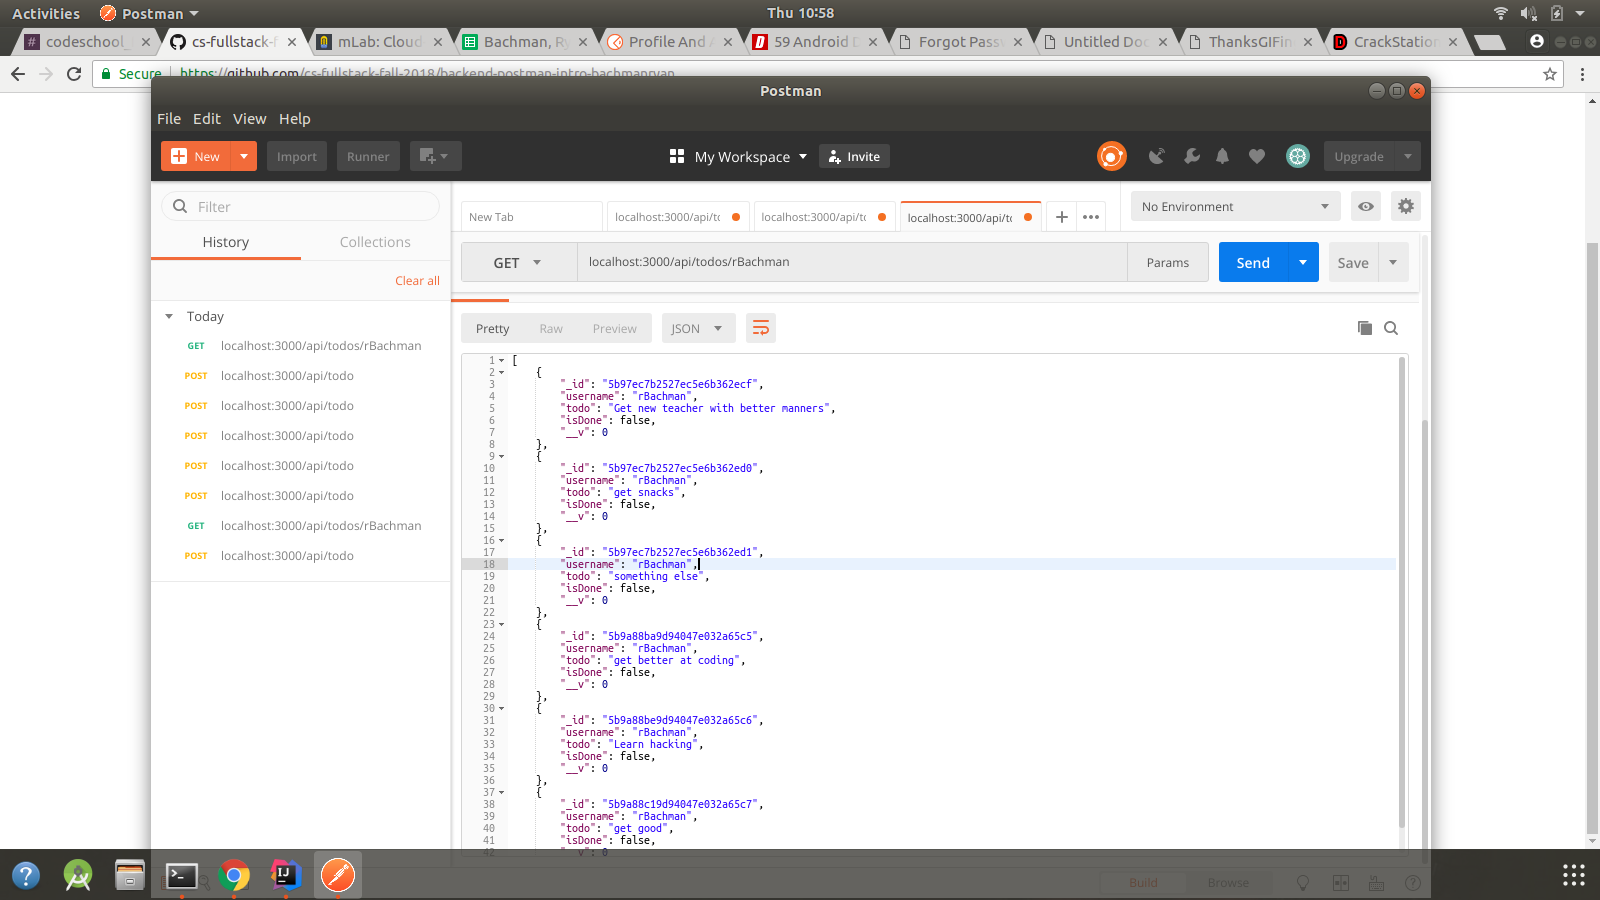 Activities Postman Thu 10:58
codeschool_ cs-fullstack-f mLab: Cloud Bachman, Ry Profile And A 59 Android D Forgot Passw Untitled Doc ThanksGIFin CrackStation
Secure https://github.com/cs-fullstack-fall-2018/backend-postman-intro-bachmanryan
Postman
File Edit View Help
New Import Runner My Workspace Invite Upgrade
Filter
New Tab localhost:3000/api/to localhost:3000/api/to localhost:3000/api/to No Environment
History Collections
GET localhost:3000/api/todos/rBachman Params Send Save
Clear all
Today
Pretty Raw Preview JSON
GET localhost:3000/api/todos/rBachman
POST localhost:3000/api/todo
POST localhost:3000/api/todo
POST localhost:3000/api/todo
POST localhost:3000/api/todo
POST localhost:3000/api/todo
GET localhost:3000/api/todos/rBachman
POST localhost:3000/api/todo
1 [
2 {
3 "_id": "5b97ec7b2527ec5e6b362ecf",
4 "username": "rBachman",
5 "todo": "Get new teacher with better manners",
6 "isDone": false,
7 "__v": 0
8 },
9 {
10 "_id": "5b97ec7b2527ec5e6b362ed0",
11 "username": "rBachman",
12 "todo": "get snacks",
13 "isDone": false,
14 "__v": 0
15 },
16 {
17 "_id": "5b97ec7b2527ec5e6b362ed1",
18 "username": "rBachman",
19 "todo": "something else",
20 "isDone": false,
21 "__v": 0
22 },
23 {
24 "_id": "5b9a88ba9d94047e032a65c5",
25 "username": "rBachman",
26 "todo": "get better at coding",
27 "isDone": false,
28 "__v": 0
29 },
30 {
31 "_id": "5b9a88be9d94047e032a65c6",
32 "username": "rBachman",
33 "todo": "Learn hacking",
34 "isDone": false,
35 "__v": 0
36 },
37 {
38 "_id": "5b9a88c19d94047e032a65c7",
39 "username": "rBachman",
40 "todo": "get good",
41 "isDone": false,
42 "__v": 0
Build Browse